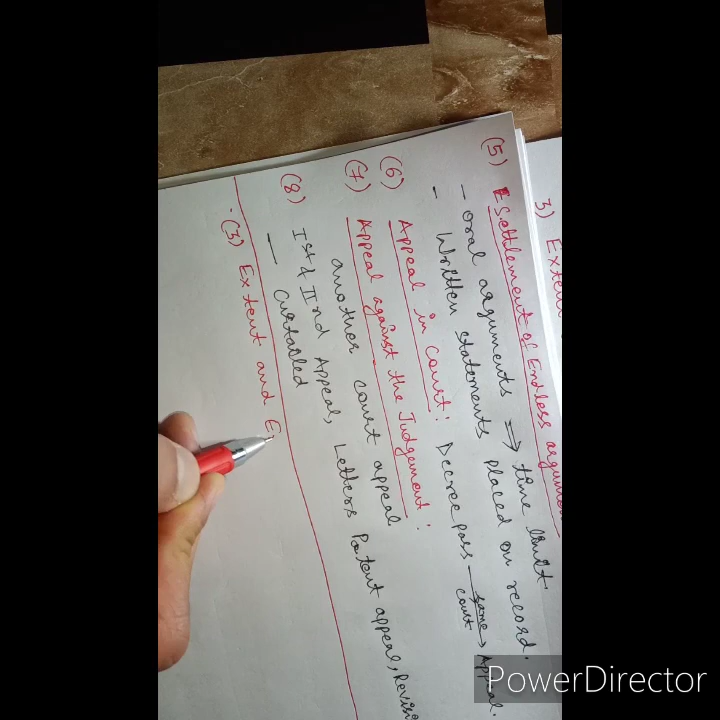 3) Extent
(5) Settlement of Endless argumen
- Oral arguments ⇒ time limit.
- Written statements placed on record.
(6) Appeal in Court: Decree pass — same court → Appeal.
(7) Appeal against the Judgement:
another court appeal
(8) Ist & IInd Appeal, Letters Patent appeal, Revisi
— curtailed
(3) Extent and E
PowerDirector